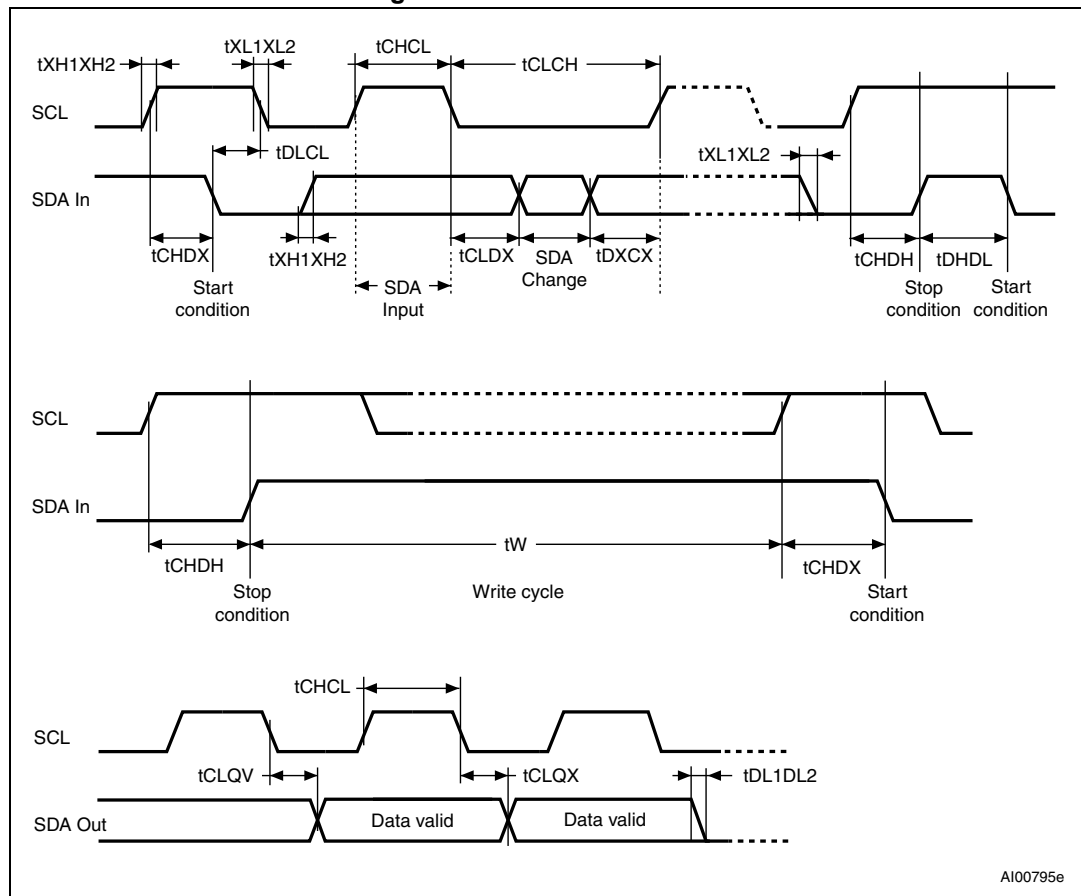 g
tXH1XH2
tXL1XL2
tCHCL
tCLCH
SCL
tDLCL
tXL1XL2
SDA In
tCHDX
tXH1XH2
tCLDX
SDA
Change
tDXCX
tCHDH
tDHDL
Start
condition
SDA
Input
Stop
condition
Start
condition
SCL
SDA In
tCHDH
tW
tCHDX
Stop
condition
Write cycle
Start
condition
tCHCL
SCL
tCLQV
tCLQX
tDL1DL2
SDA Out
Data valid
Data valid
AI00795e